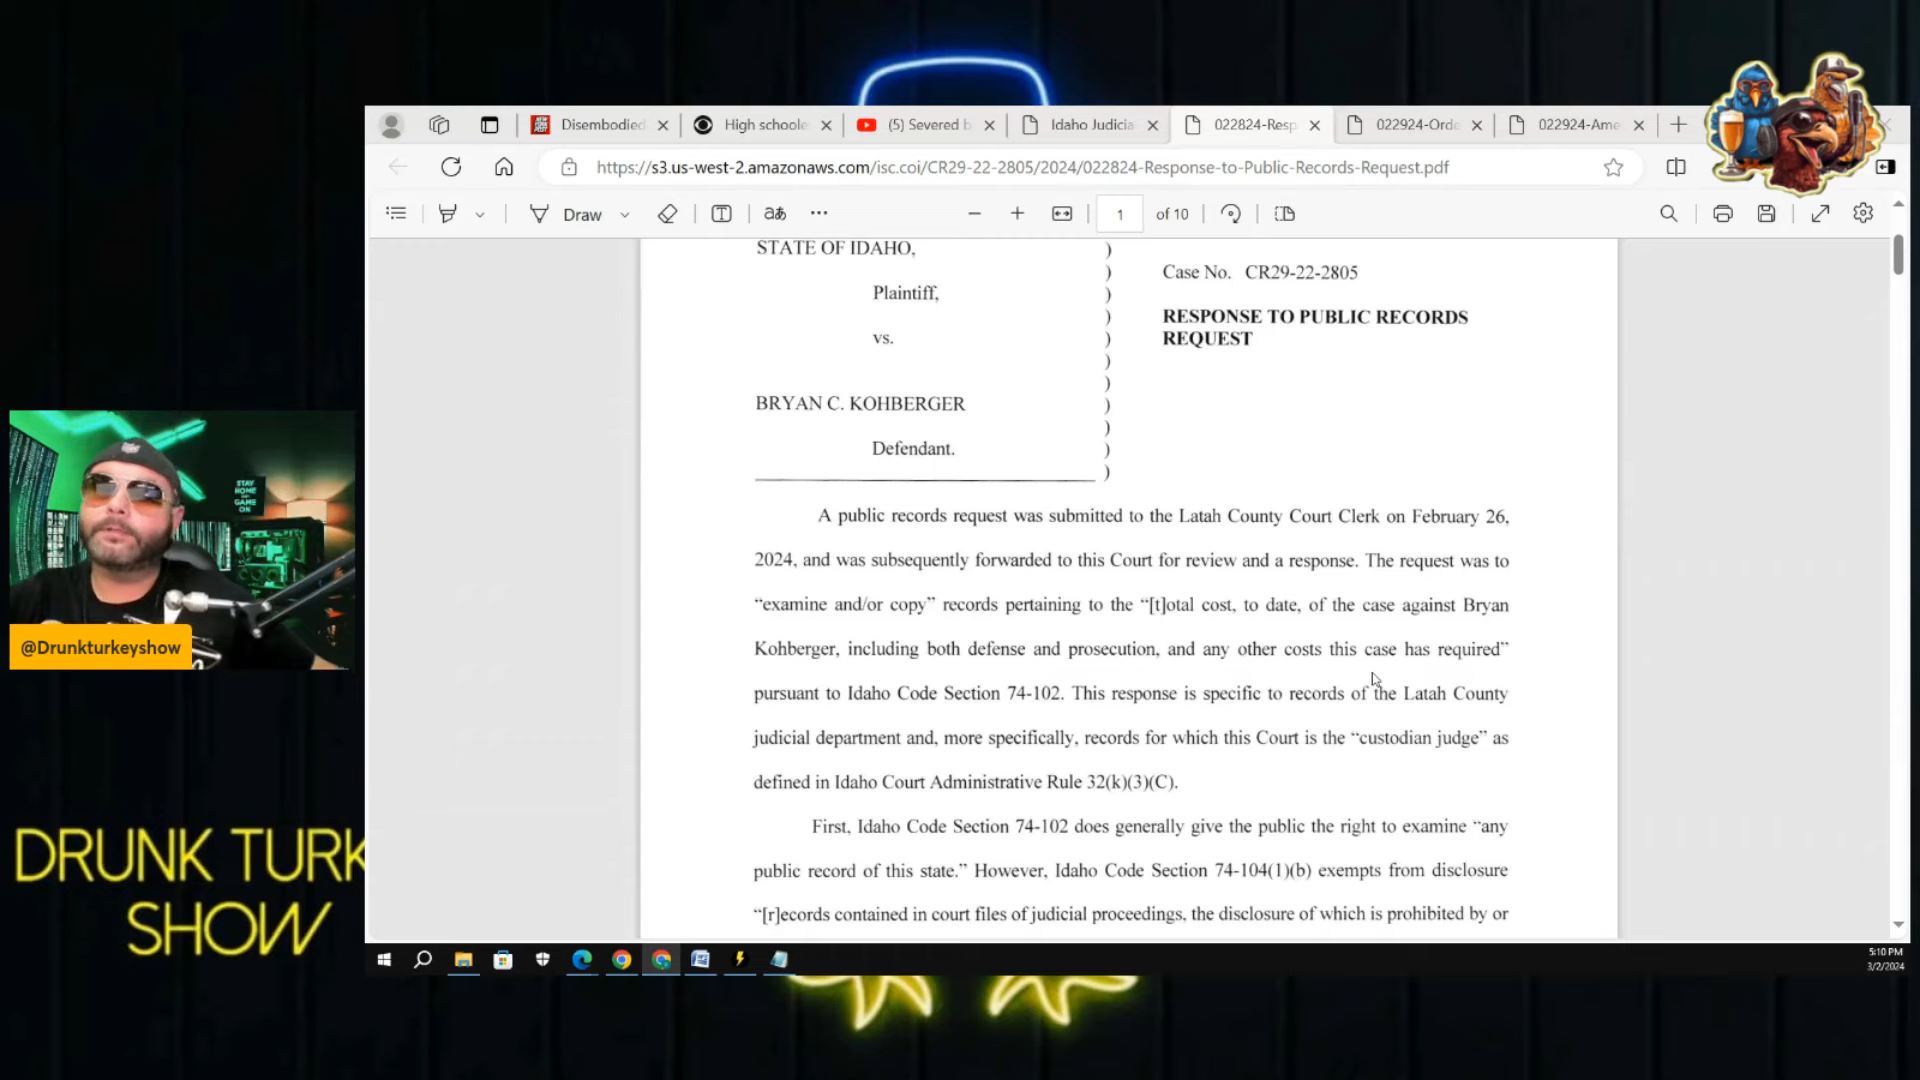 Disembodied
High schoole
(5) Severed b
Idaho Judicia
022824-Resp
022924-Orde
022924-Ame
https://s3.us-west-2.amazonaws.com/isc.coi/CR29-22-2805/2024/022824-Response-to-Public-Records-Request.pdf
Draw
1 of 10
STATE OF IDAHO,
Plaintiff,
vs.
BRYAN C. KOHBERGER
Defendant.
)
)
)
)
)
)
)
)
)
)
)
Case No. CR29-22-2805
RESPONSE TO PUBLIC RECORDS
REQUEST
A public records request was submitted to the Latah County Court Clerk on February 26,
2024, and was subsequently forwarded to this Court for review and a response. The request was to
“examine and/or copy” records pertaining to the “[t]otal cost, to date, of the case against Bryan
Kohberger, including both defense and prosecution, and any other costs this case has required”
pursuant to Idaho Code Section 74-102. This response is specific to records of the Latah County
judicial department and, more specifically, records for which this Court is the “custodian judge” as
defined in Idaho Court Administrative Rule 32(k)(3)(C).
First, Idaho Code Section 74-102 does generally give the public the right to examine “any
public record of this state.” However, Idaho Code Section 74-104(1)(b) exempts from disclosure
“[r]ecords contained in court files of judicial proceedings, the disclosure of which is prohibited by or
STAY
HOME
GAME
ON
@Drunkturkeyshow
DRUNK TURK
SHOW
5:10 PM
3/2/2024